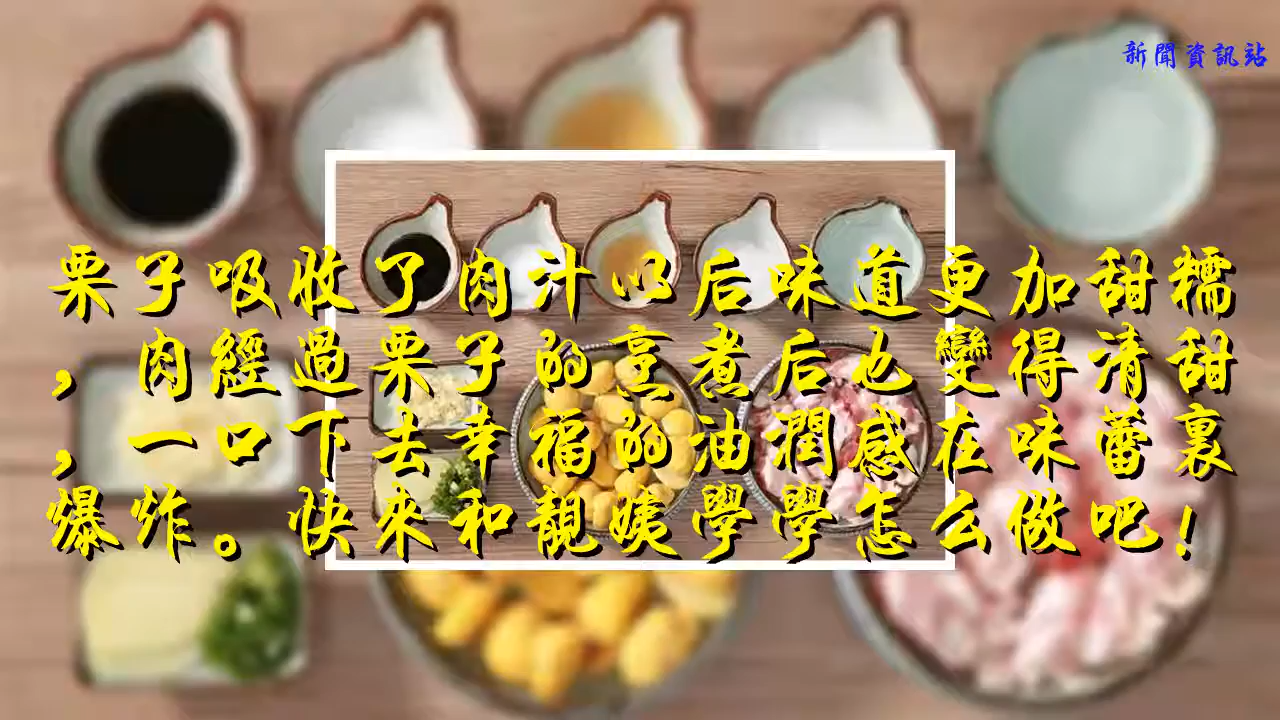 新聞資訊站
栗子吸收了肉汁以后味道更加甜糯
，肉經過栗子的烹煮后也變得清甜
，一口下去幸福的油潤感在味蕾裏
爆炸。快來和靚姨學學怎么做吧！